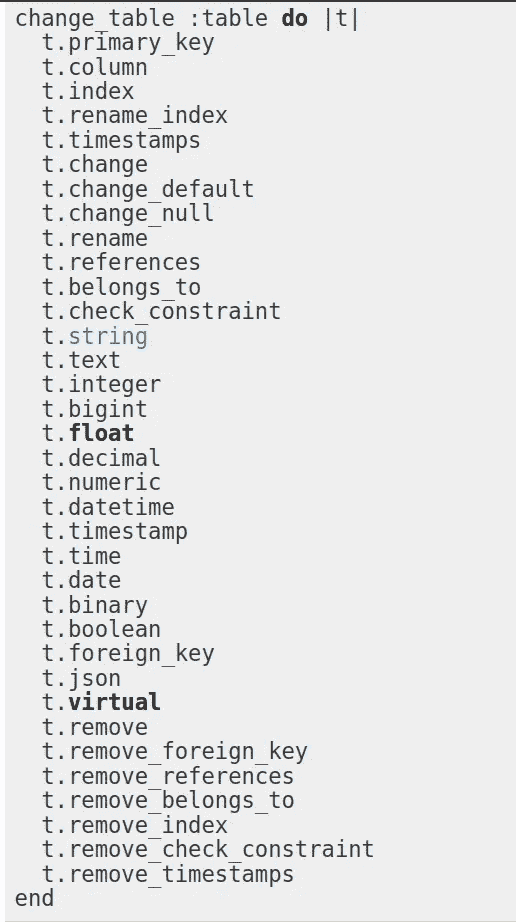 change_table :table do |t|
  t.primary_key
  t.column
  t.index
  t.rename_index
  t.timestamps
  t.change
  t.change_default
  t.change_null
  t.rename
  t.references
  t.belongs_to
  t.check_constraint
  t.string
  t.text
  t.integer
  t.bigint
  t.float
  t.decimal
  t.numeric
  t.datetime
  t.timestamp
  t.time
  t.date
  t.binary
  t.boolean
  t.foreign_key
  t.json
  t.virtual
  t.remove
  t.remove_foreign_key
  t.remove_references
  t.remove_belongs_to
  t.remove_index
  t.remove_check_constraint
  t.remove_timestamps
end